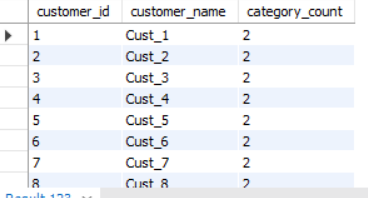 customer_id customer_name category_count
1 Cust_1 2
2 Cust_2 2
3 Cust_3 2
4 Cust_4 2
5 Cust_5 2
6 Cust_6 2
7 Cust_7 2
8 Cust_8 2
Result 123